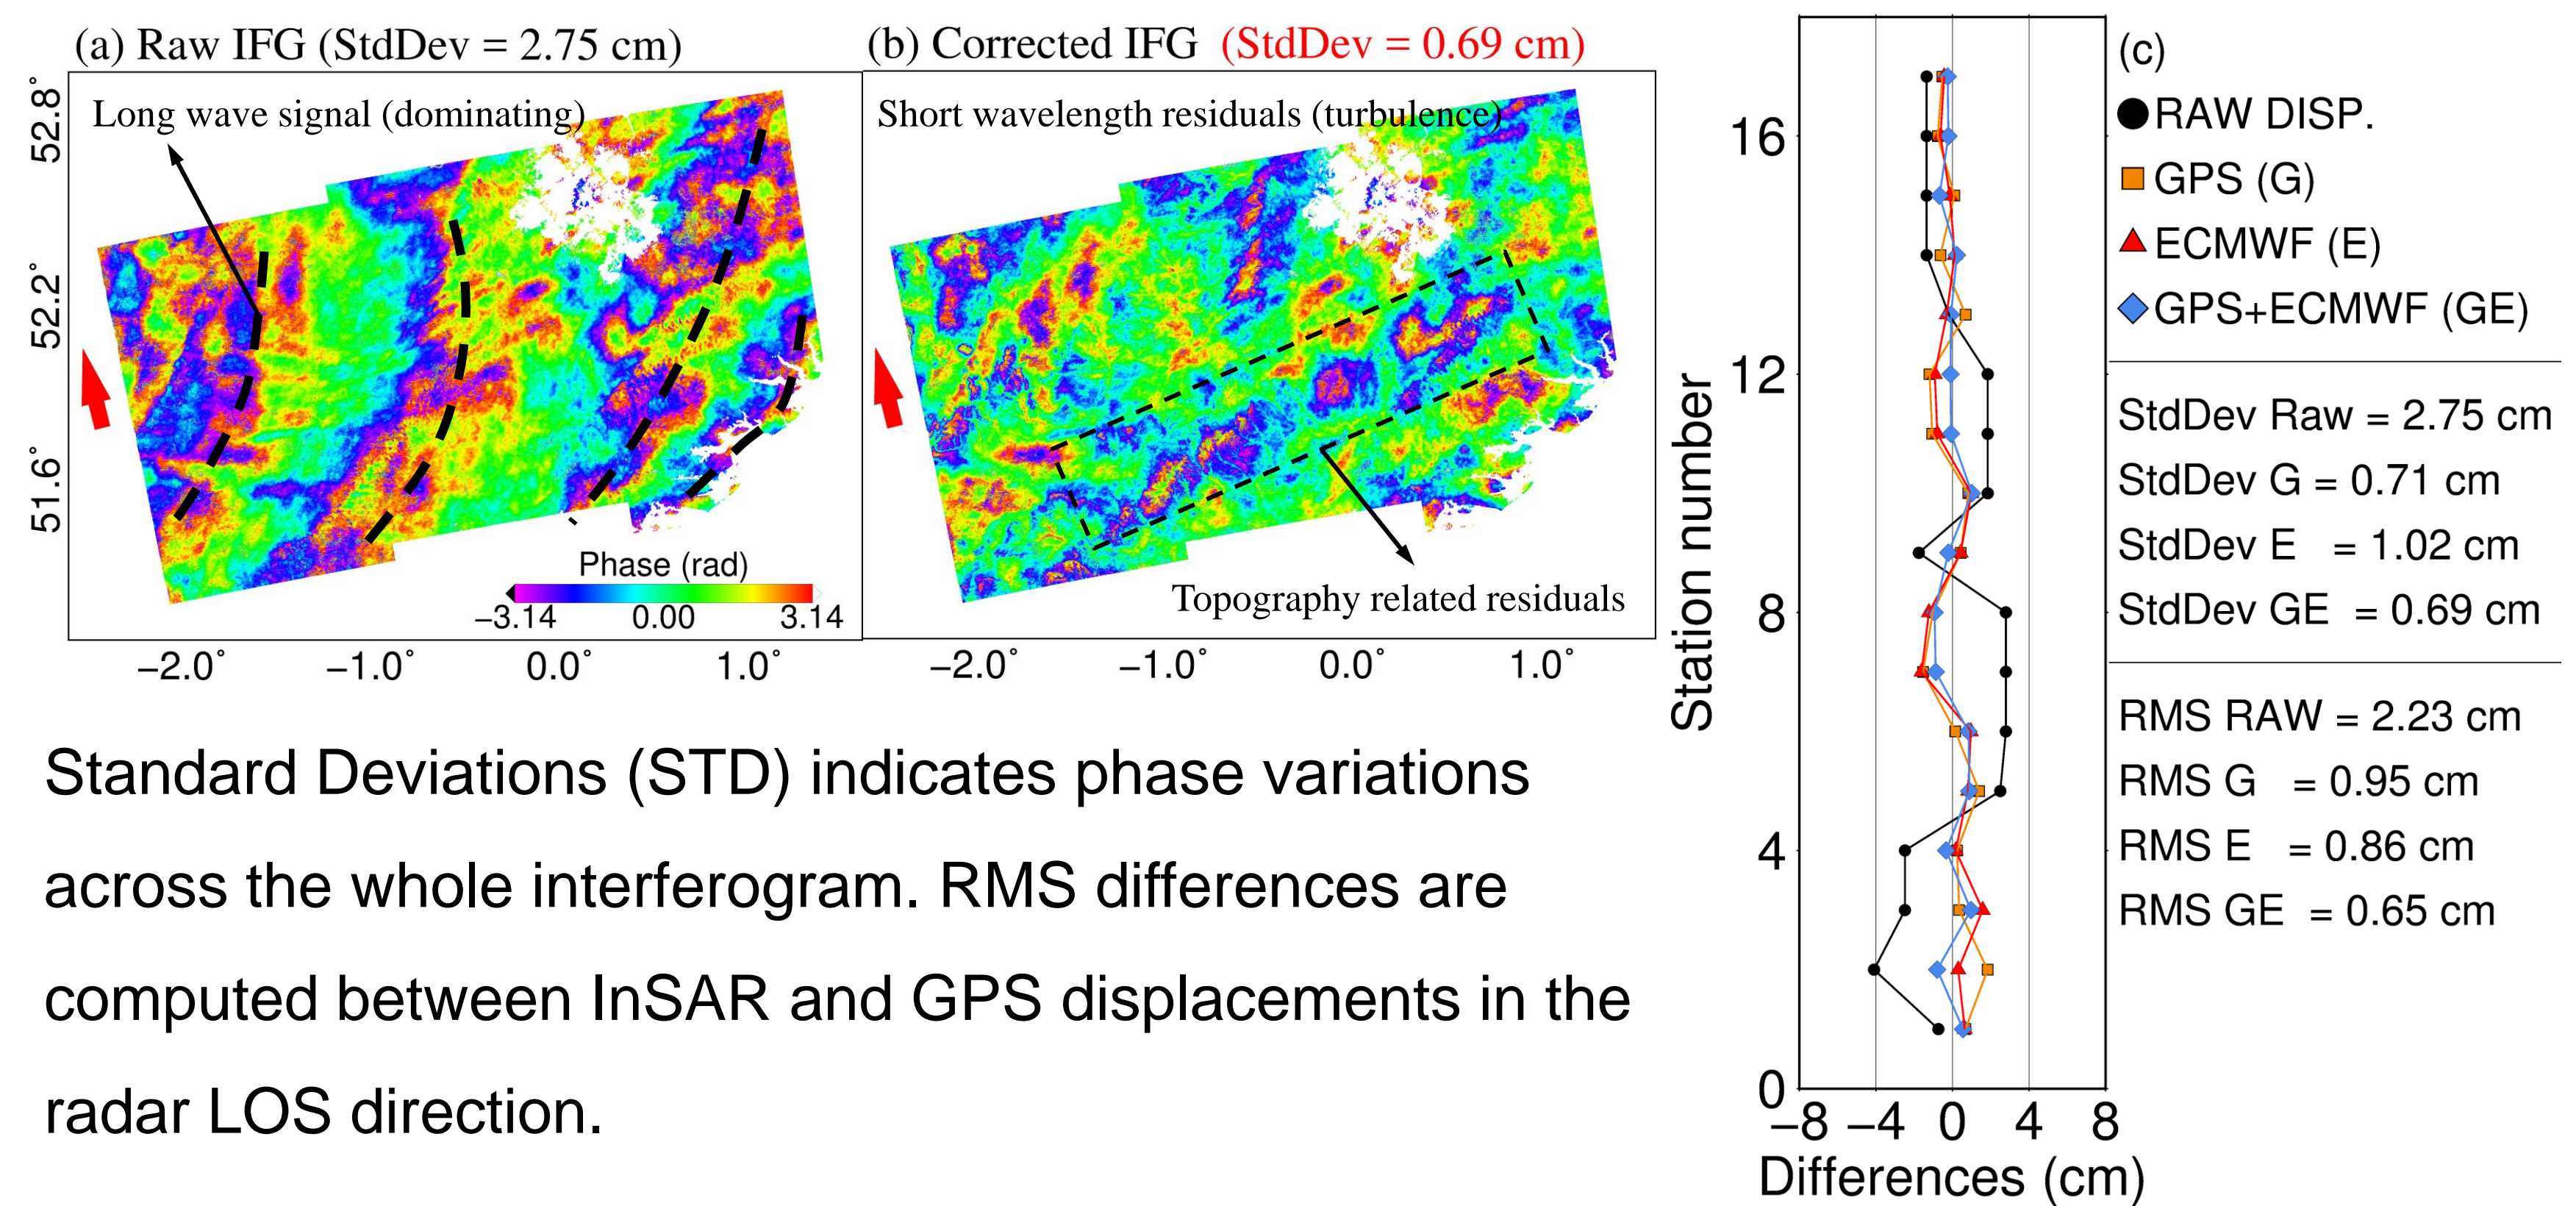 (a) Raw IFG (StdDev = 2.75 cm)
Long wave signal (dominating)
52.8°
52.2°
51.6°
Phase (rad)
−3.14 0.00 3.14
−2.0° −1.0° 0.0° 1.0°
(b) Corrected IFG (StdDev = 0.69 cm)
Short wavelength residuals (turbulence)
Topography related residuals
−2.0° −1.0° 0.0° 1.0°
Standard Deviations (STD) indicates phase variations
across the whole interferogram. RMS differences are
computed between InSAR and GPS displacements in the
radar LOS direction.
Station number
16
12
8
4
0
−8 −4 0 4 8
Differences (cm)
(c)
RAW DISP.
GPS (G)
ECMWF (E)
GPS+ECMWF (GE)
StdDev Raw = 2.75 cm
StdDev G = 0.71 cm
StdDev E = 1.02 cm
StdDev GE = 0.69 cm
RMS RAW = 2.23 cm
RMS G = 0.95 cm
RMS E = 0.86 cm
RMS GE = 0.65 cm